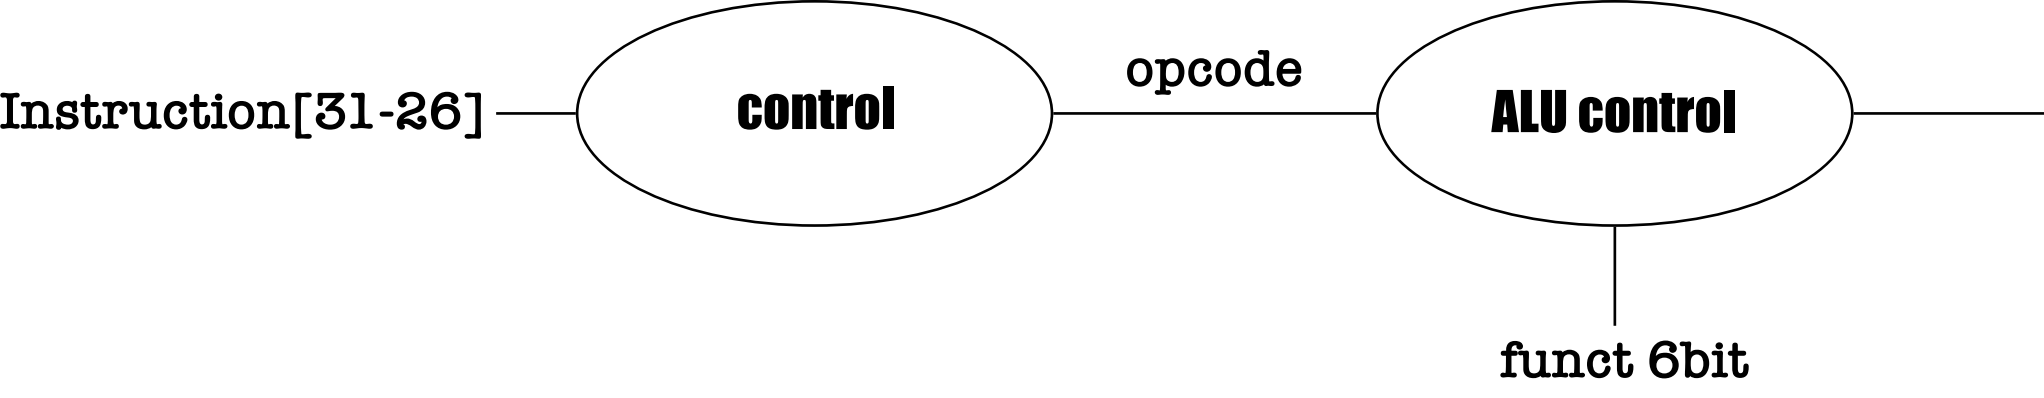 Instruction[31-26]
control
opcode
ALU control
funct 6bit